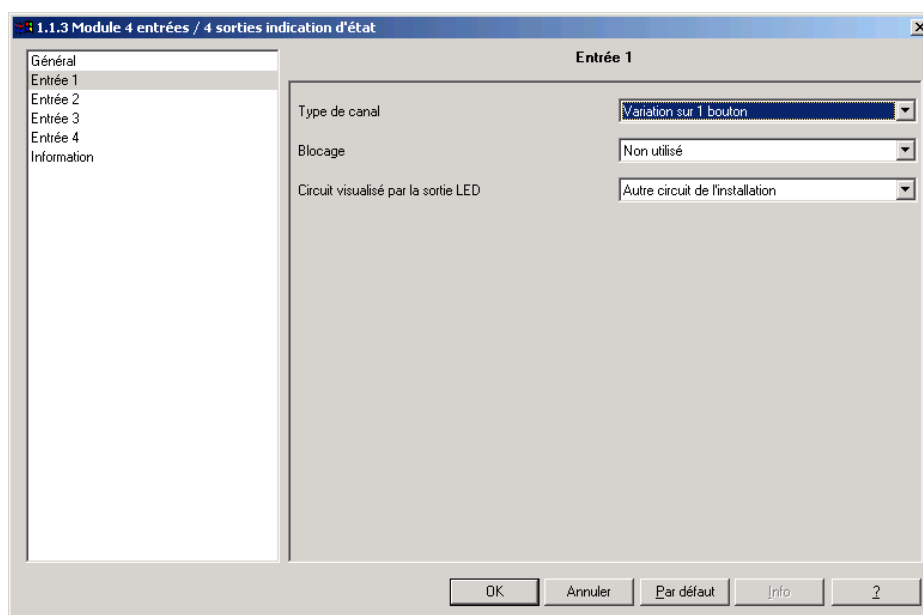 1.1.3 Module 4 entrées / 4 sorties indication d'état
Général
Entrée 1
Entrée 2
Entrée 3
Entrée 4
Information
Entrée 1
Type de canal
Variation sur 1 bouton
Blocage
Non utilisé
Circuit visualisé par la sortie LED
Autre circuit de l'installation
OK
Annuler
Par défaut
Info
?